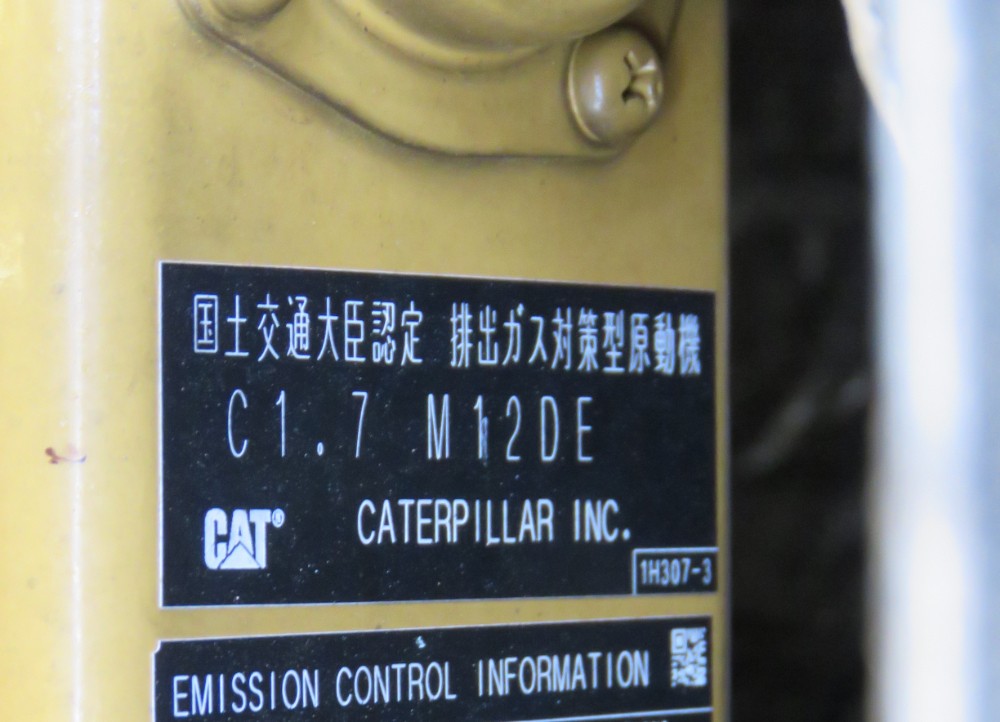 国土交通大臣認定 排出ガス対策型原動機
C1.7 M12DE
CAT® CATERPILLAR INC.
1H307-3
EMISSION CONTROL INFORMATION